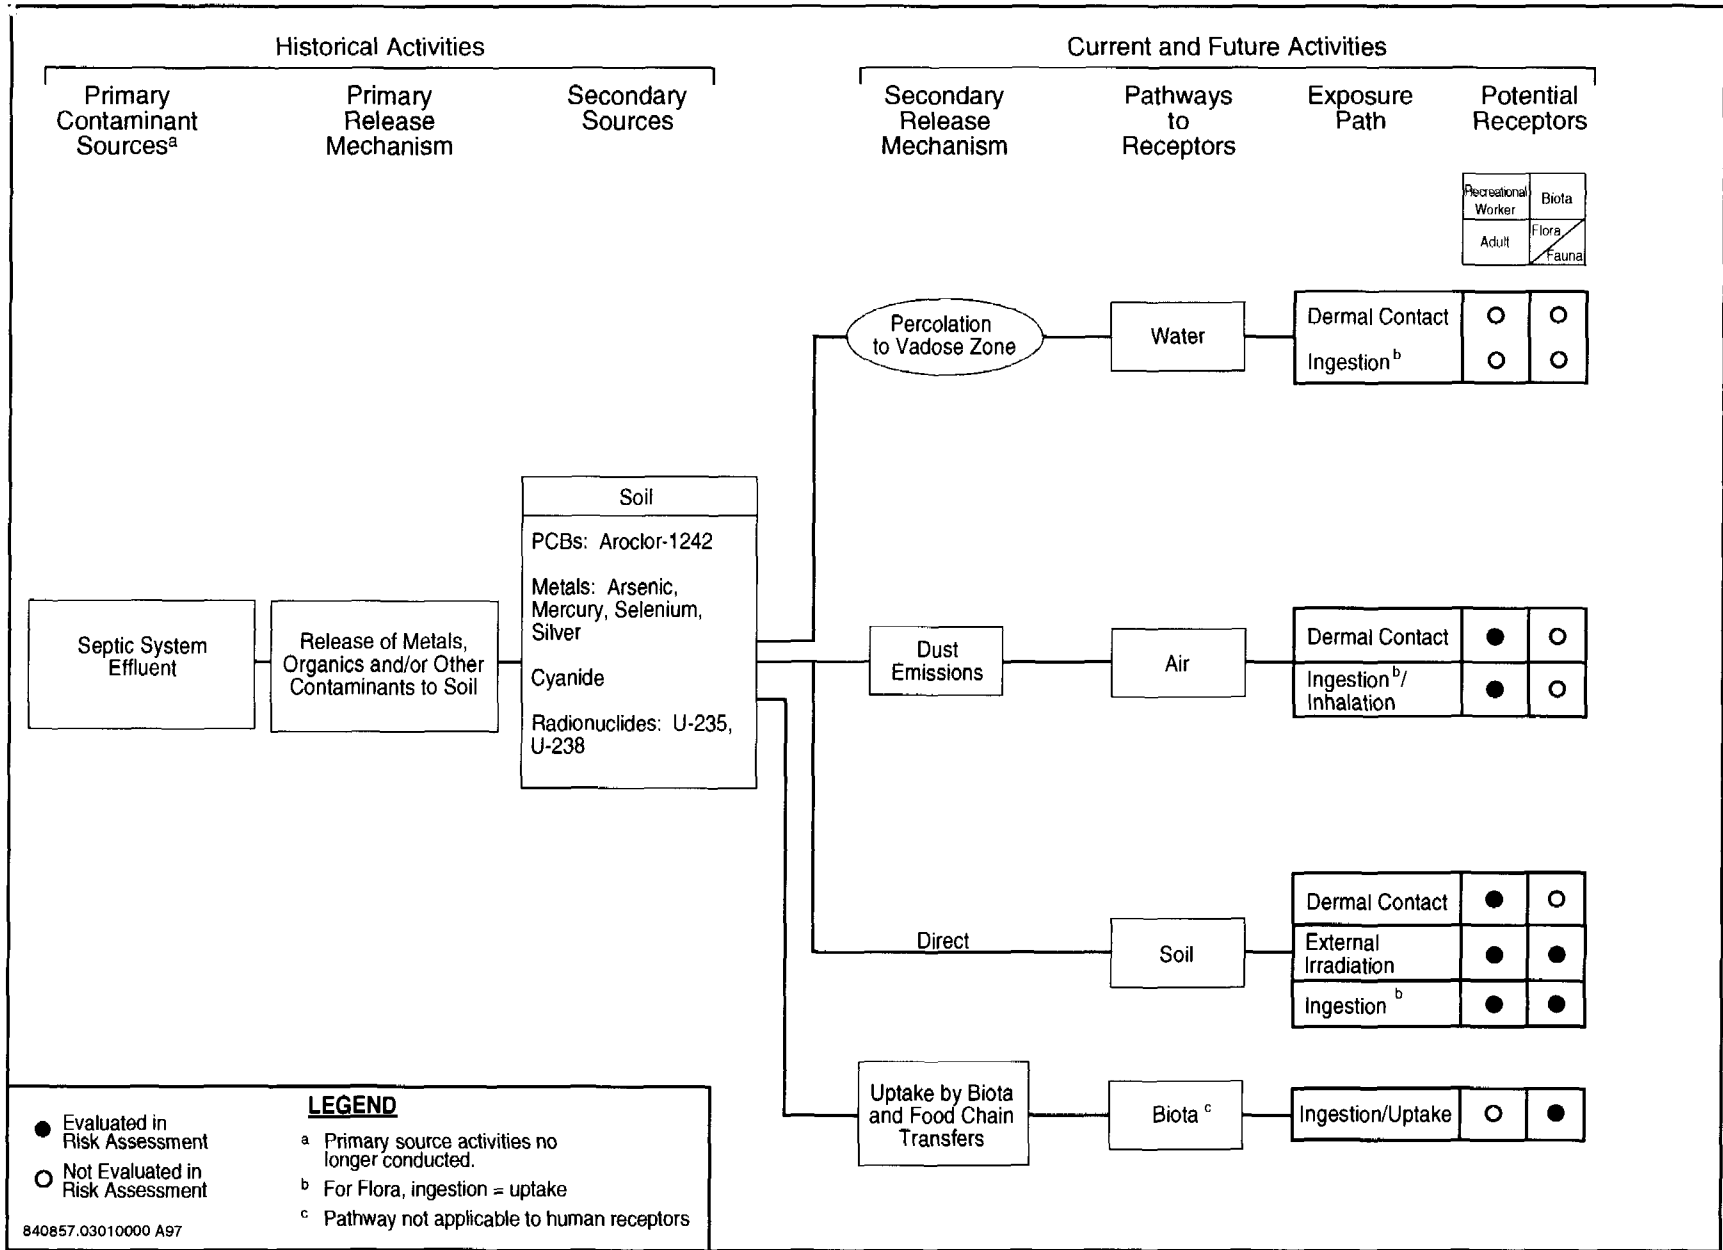 Historical Activities
Current and Future Activities
Primary
Contaminant
Sourcesᵃ
Primary
Release
Mechanism
Secondary
Sources
Secondary
Release
Mechanism
Pathways
to
Receptors
Exposure
Path
Potential
Receptors
Recreational
Worker
Biota
Adult
Flora
Fauna
Percolation
to Vadose Zone
Water
Dermal Contact
Ingestion ᵇ
Soil
PCBs: Aroclor-1242
Metals: Arsenic,
Mercury, Selenium,
Silver
Cyanide
Radionuclides: U-235,
U-238
Septic System
Effluent
Release of Metals,
Organics and/or Other
Contaminants to Soil
Dust
Emissions
Air
Dermal Contact
Ingestionᵇ/
Inhalation
Direct
Soil
Dermal Contact
External
Irradiation
Ingestion ᵇ
Uptake by Biota
and Food Chain
Transfers
Biota ᶜ
Ingestion/Uptake
LEGEND
Evaluated in
Risk Assessment
Not Evaluated in
Risk Assessment
ᵃ Primary source activities no
longer conducted.
ᵇ For Flora, ingestion = uptake
ᶜ Pathway not applicable to human receptors
840857.03010000 A97